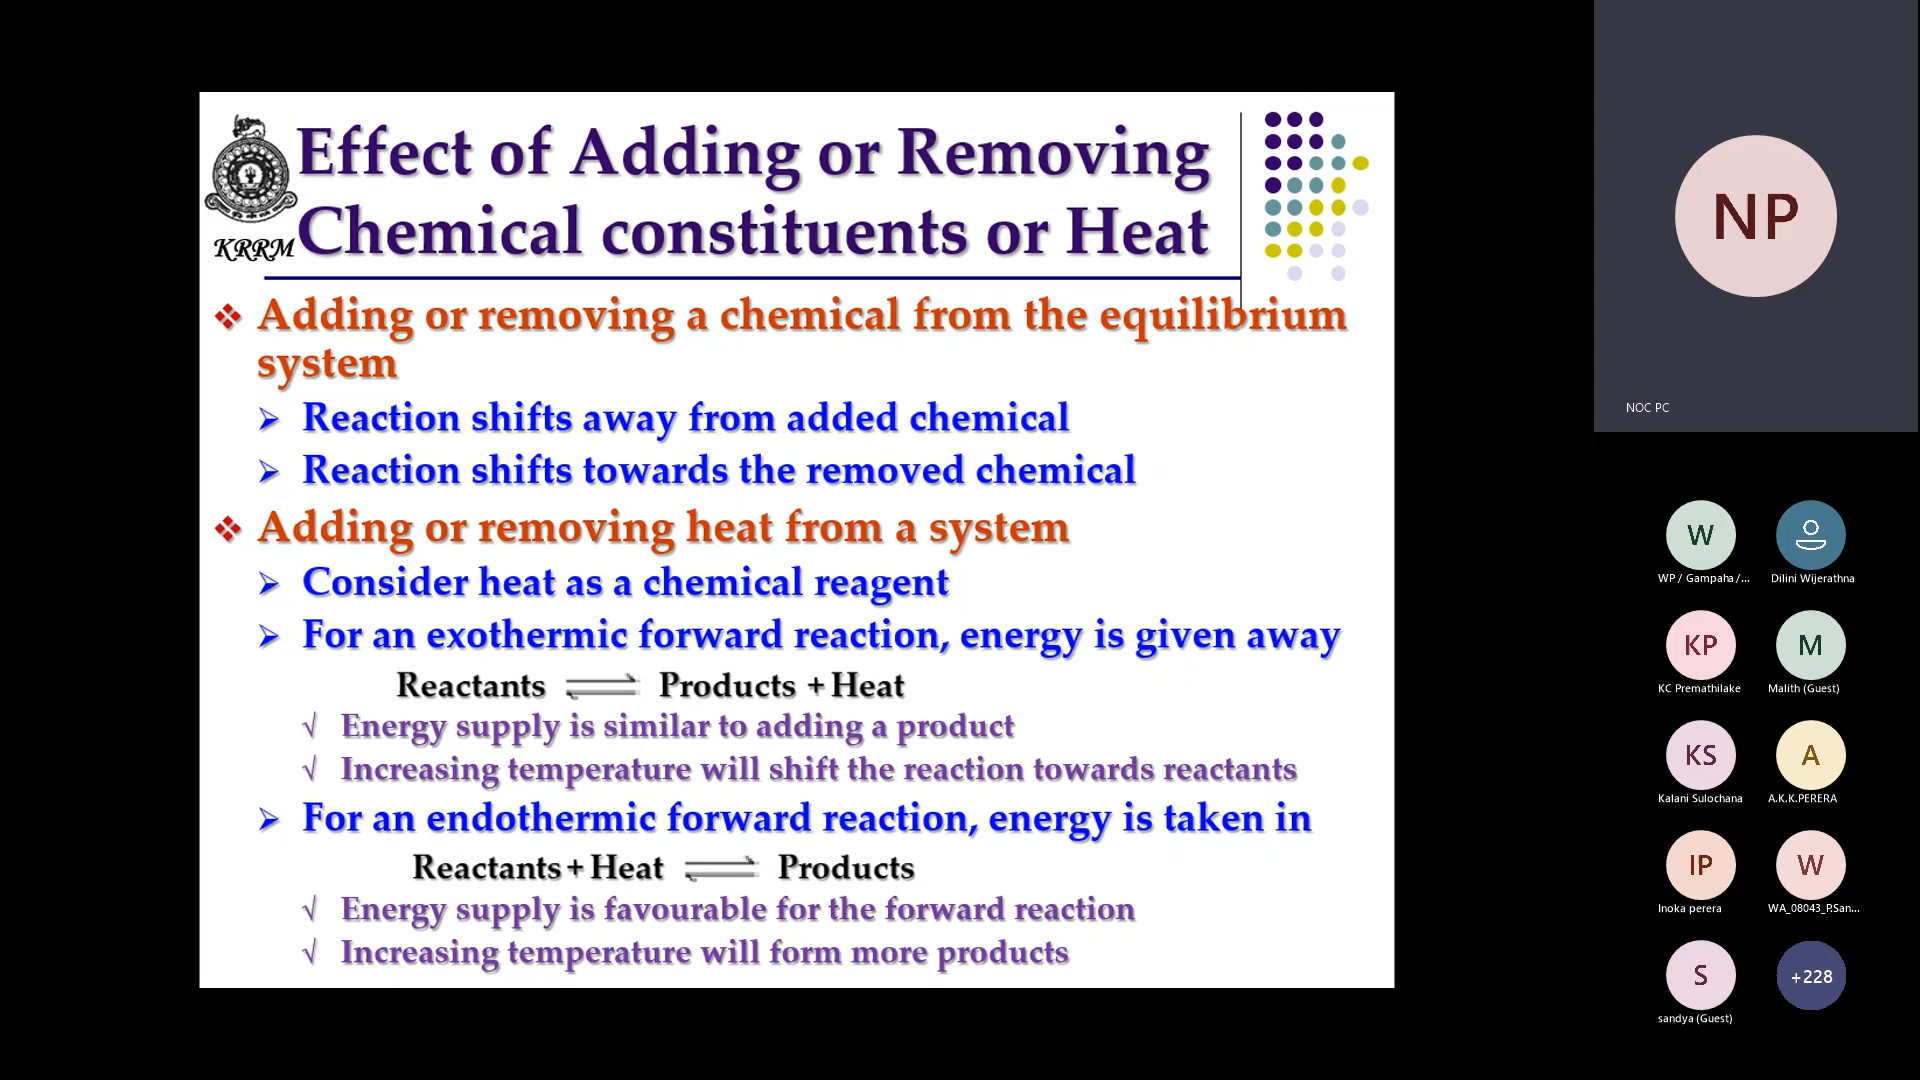 Effect of Adding or Removing
Chemical constituents or Heat
KRRM
❖ Adding or removing a chemical from the equilibrium
system
➢ Reaction shifts away from added chemical
➢ Reaction shifts towards the removed chemical
❖ Adding or removing heat from a system
➢ Consider heat as a chemical reagent
➢ For an exothermic forward reaction, energy is given away
Reactants ⇌ Products + Heat
√ Energy supply is similar to adding a product
√ Increasing temperature will shift the reaction towards reactants
➢ For an endothermic forward reaction, energy is taken in
Reactants + Heat ⇌ Products
√ Energy supply is favourable for the forward reaction
√ Increasing temperature will form more products
NP
NOC PC
W
WP / Gampaha /...
Dilini Wijerathna
KP
KC Premathilake
M
Malith (Guest)
KS
Kalani Sulochana
A
A.K.K.PERERA
IP
Inoka perera
W
WA_08043_P.San...
S
sandya (Guest)
+228